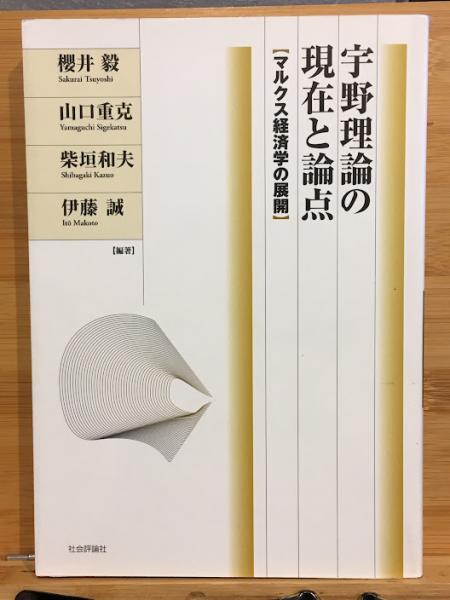 宇野理論の
現在と論点
【マルクス経済学の展開】
櫻井 毅
Sakurai Tsuyoshi
山口重克
Yamaguchi Sigekatsu
柴垣和夫
Shibagaki Kazuo
伊藤 誠
Itō Makoto
【編著】
社会評論社